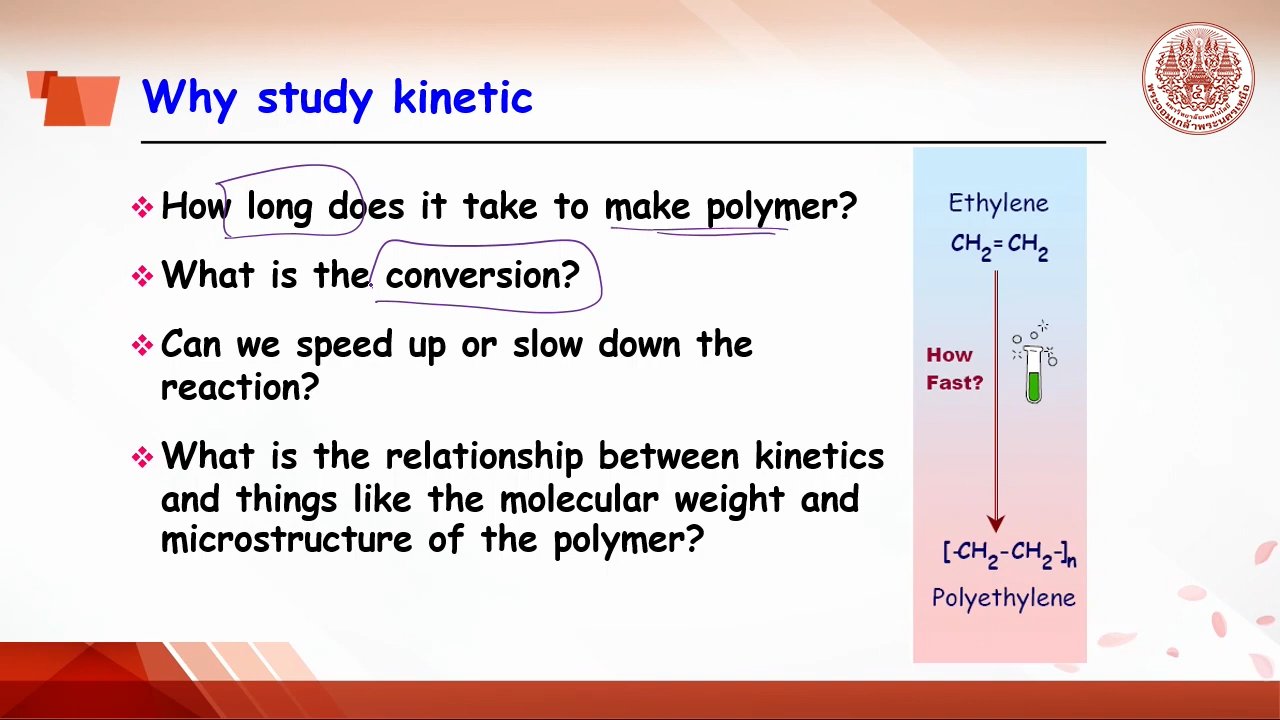 Why study kinetic
How long does it take to make polymer?
What is the conversion?
Can we speed up or slow down the
reaction?
What is the relationship between kinetics
and things like the molecular weight and
microstructure of the polymer?
Ethylene
CH2=CH2
How
Fast?
[-CH2-CH2-]n
Polyethylene